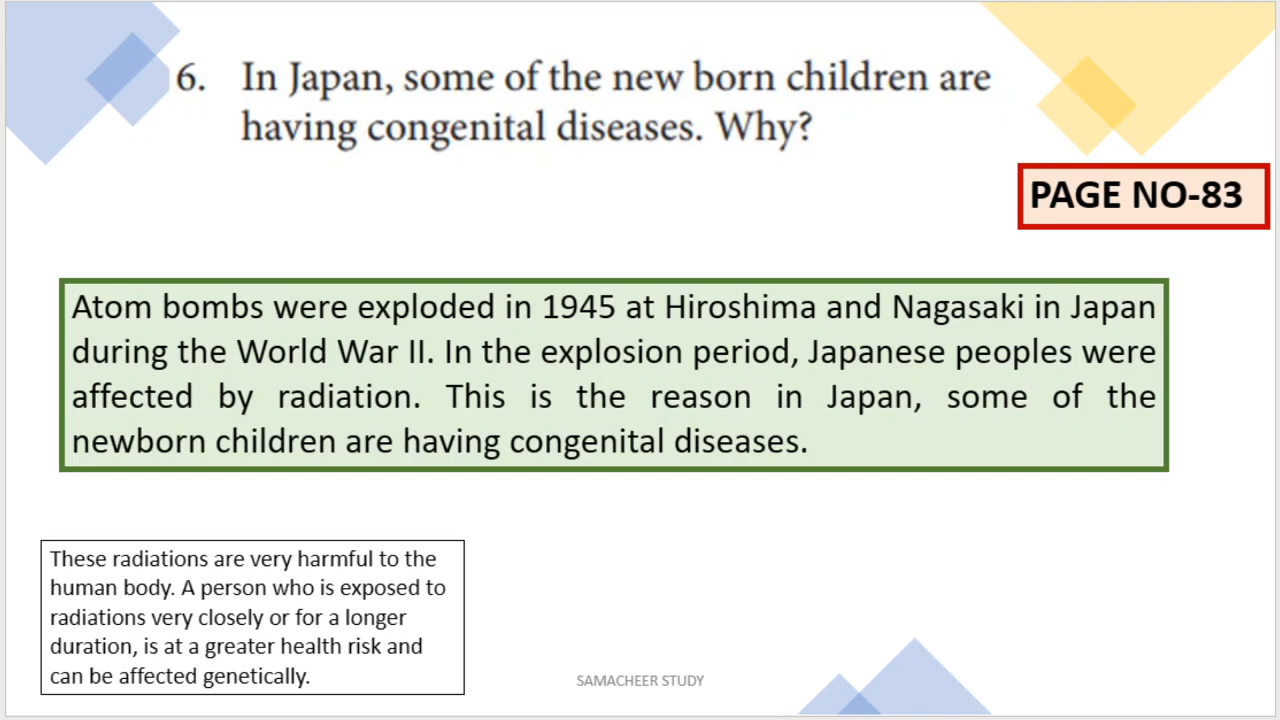 6. In Japan, some of the new born children are
having congenital diseases. Why?
PAGE NO-83
Atom bombs were exploded in 1945 at Hiroshima and Nagasaki in Japan
during the World War II. In the explosion period, Japanese peoples were
affected by radiation. This is the reason in Japan, some of the
newborn children are having congenital diseases.
These radiations are very harmful to the
human body. A person who is exposed to
radiations very closely or for a longer
duration, is at a greater health risk and
can be affected genetically.
SAMACHEER STUDY